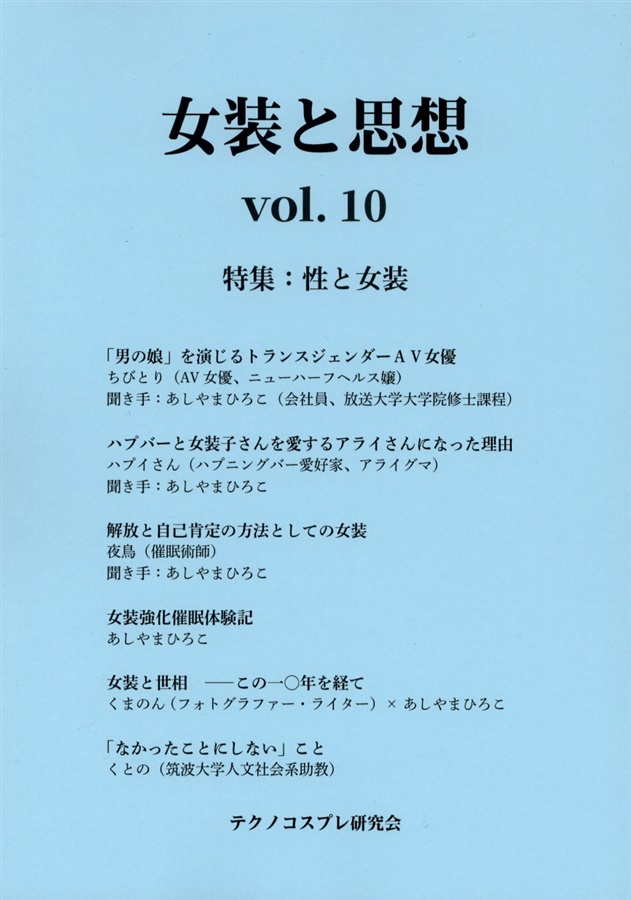 女装と思想
vol. 10
特集：性と女装
「男の娘」を演じるトランスジェンダーＡＶ女優
ちびとり（AV 女優、ニューハーフヘルス嬢）
聞き手：あしやまひろこ（会社員、放送大学大学院修士課程）
ハプバーと女装子さんを愛するアライさんになった理由
ハプイさん（ハプニングバー愛好家、アライグマ）
聞き手：あしやまひろこ
解放と自己肯定の方法としての女装
夜鳥（催眠術師）
聞き手：あしやまひろこ
女装強化催眠体験記
あしやまひろこ
女装と世相　――この一〇年を経て
くまのん（フォトグラファー・ライター）× あしやまひろこ
「なかったことにしない」こと
くとの（筑波大学人文社会系助教）
テクノコスプレ研究会